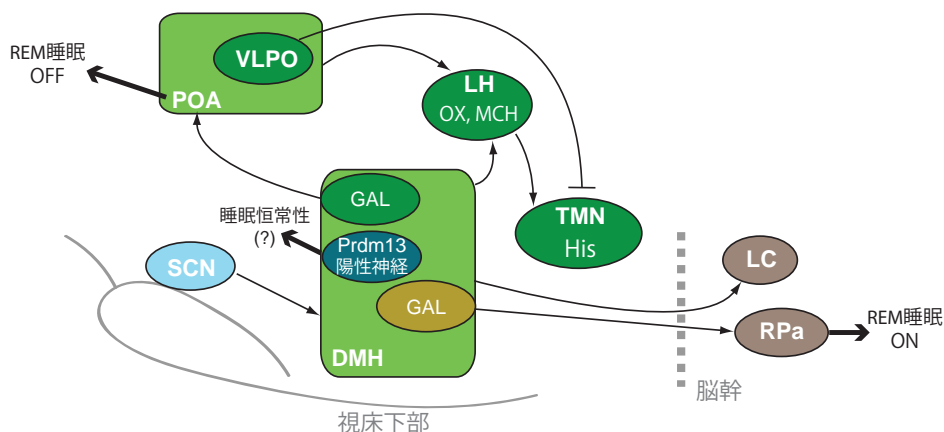 REM睡眠
OFF
VLPO
POA
LH
OX, MCH
GAL
睡眠恒常性
(?)
Prdm13
陽性神経
TMN
His
SCN
LC
GAL
RPa
REM睡眠
ON
DMH
脳幹
視床下部